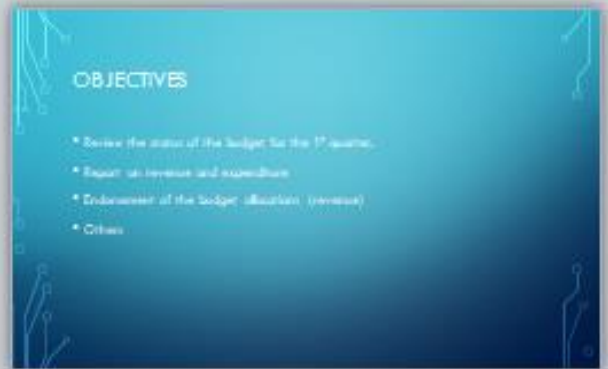 OBJECTIVES
Review the status of the budget for the 1st quarter.
Report on revenue and expenditure
Endorsement of the budget allocations (revenue)
Others